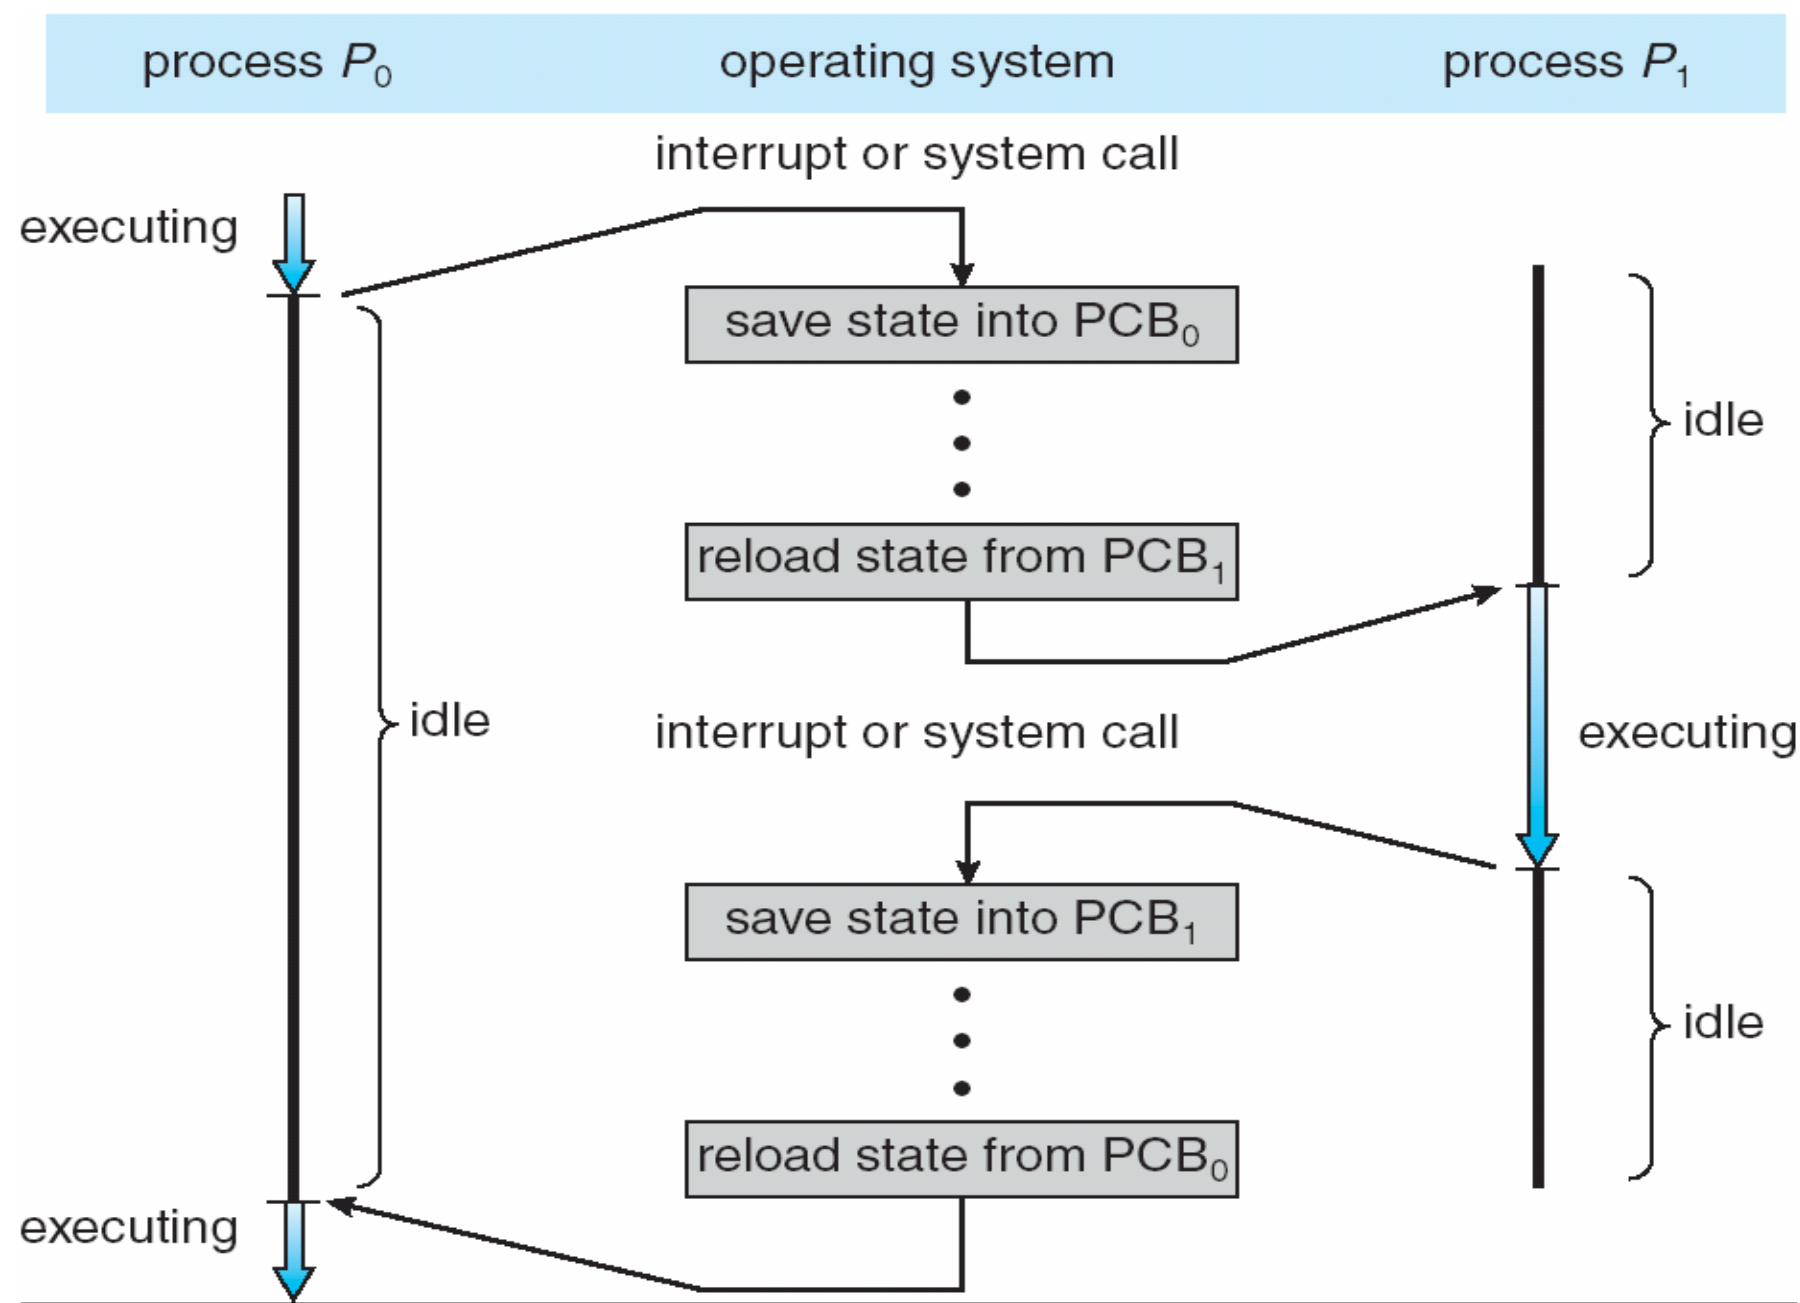 process P₀ operating system process P₁
interrupt or system call
executing
save state into PCB₀
idle
reload state from PCB₁
idle
interrupt or system call
executing
save state into PCB₁
idle
reload state from PCB₀
executing